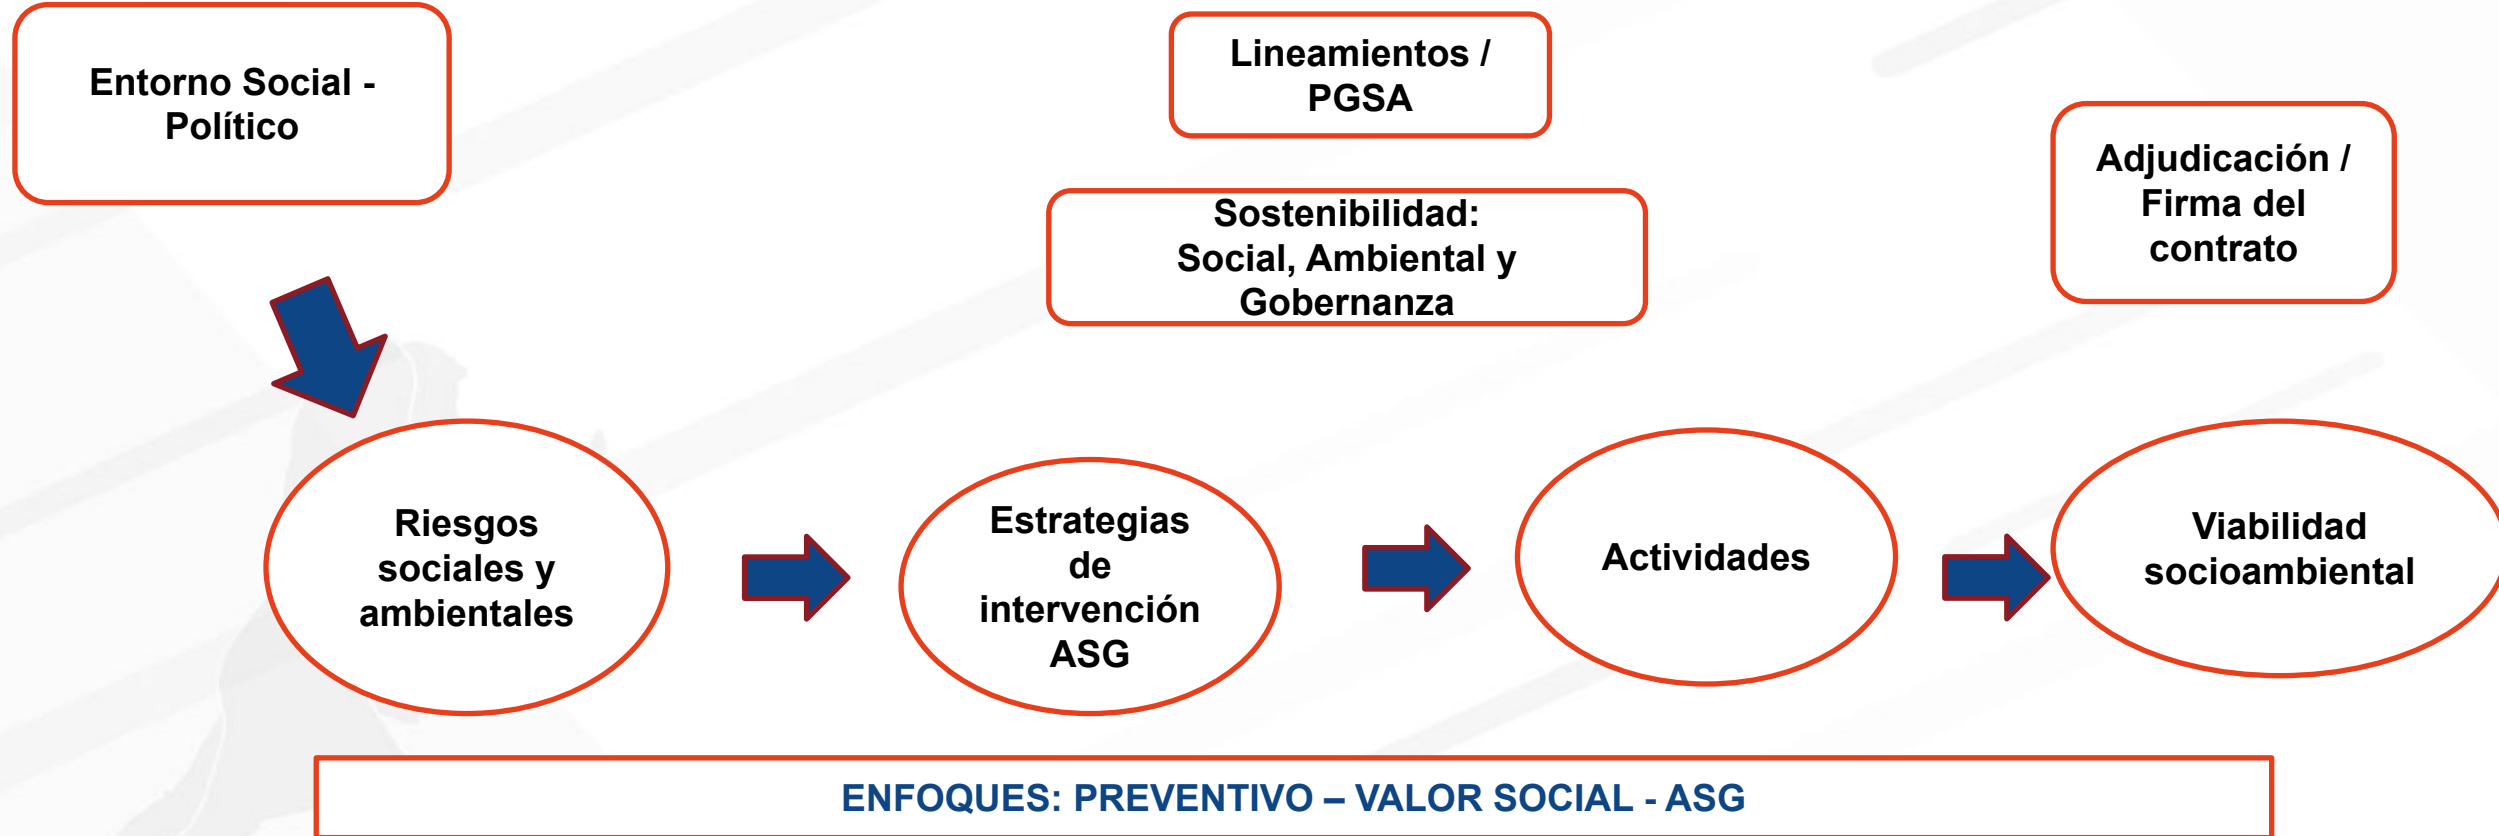 Entorno Social -
Político
Lineamientos /
PGSA
Sostenibilidad:
Social, Ambiental y
Gobernanza
Adjudicación /
Firma del
contrato
Riesgos
sociales y
ambientales
Estrategias
de
intervención
ASG
Actividades
Viabilidad
socioambiental
ENFOQUES: PREVENTIVO – VALOR SOCIAL - ASG